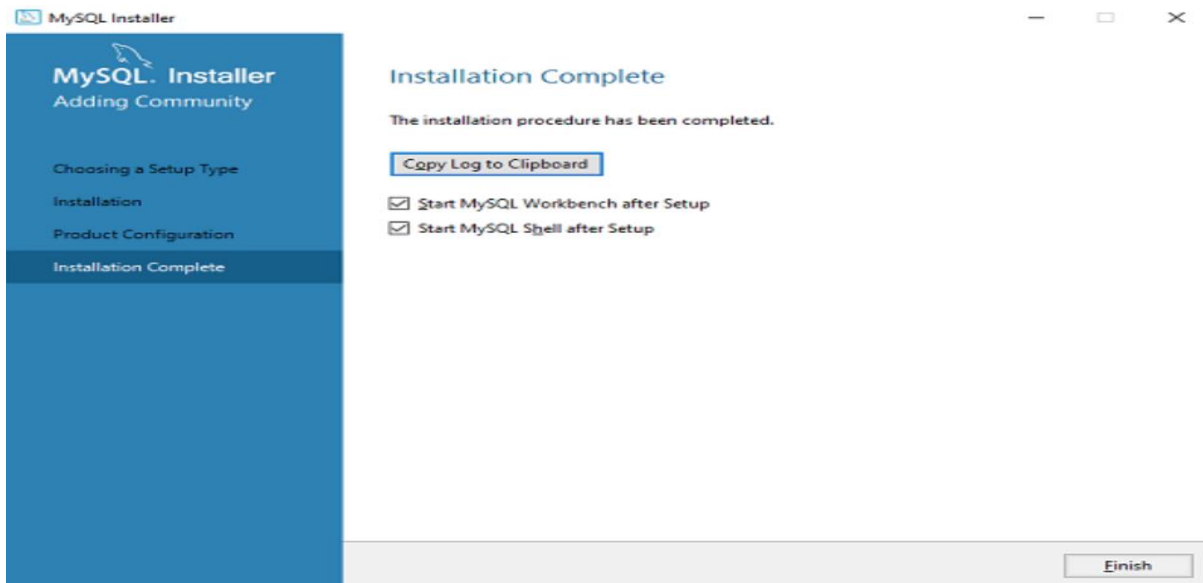 MySQL Installer
MySQL. Installer
Adding Community
Choosing a Setup Type
Installation
Product Configuration
Installation Complete
Installation Complete
The installation procedure has been completed.
Copy Log to Clipboard
Start MySQL Workbench after Setup
Start MySQL Shell after Setup
Finish